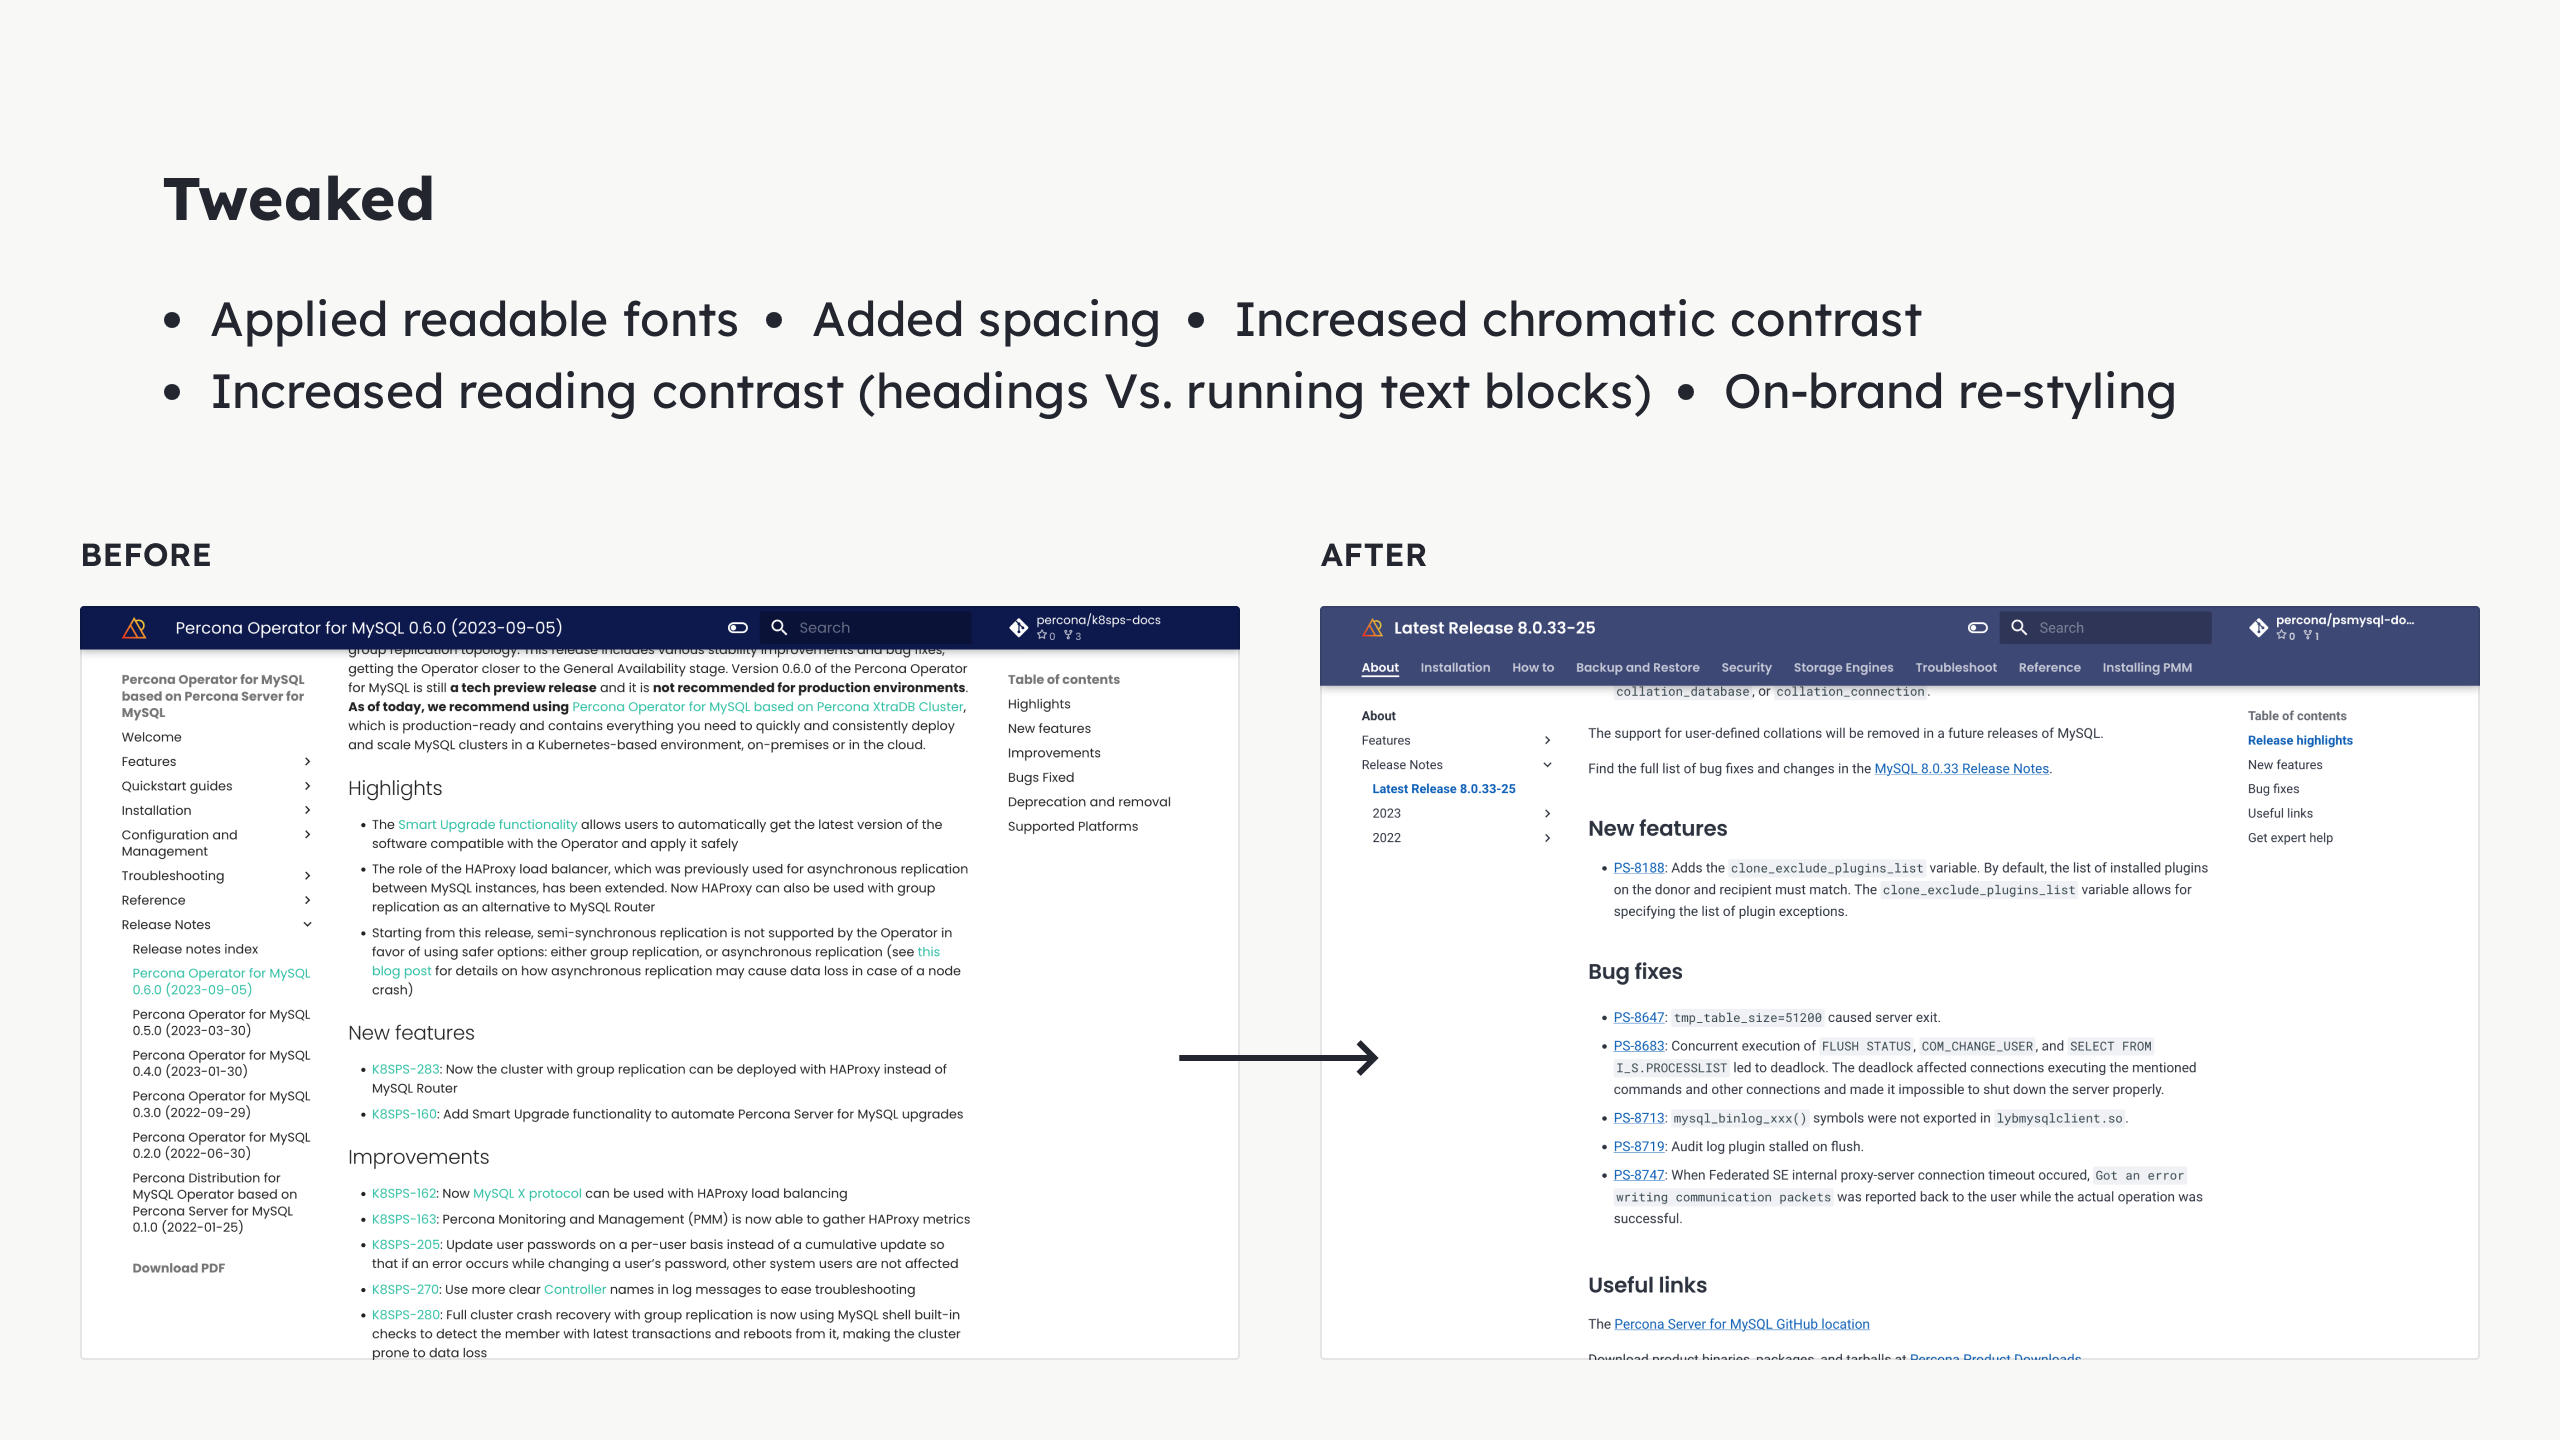 Tweaked
• Applied readable fonts • Added spacing • Increased chromatic contrast
• Increased reading contrast (headings Vs. running text blocks) • On-brand re-styling
BEFORE
Percona Operator for MySQL 0.6.0 (2023-09-05)
Search
percona/k8sps-docs
0 3
Percona Operator for MySQL
based on Percona Server for
MySQL
Welcome
Features
Quickstart guides
Installation
Configuration and
Management
Troubleshooting
Reference
Release Notes
Release notes index
Percona Operator for MySQL
0.6.0 (2023-09-05)
Percona Operator for MySQL
0.5.0 (2023-03-30)
Percona Operator for MySQL
0.4.0 (2023-01-30)
Percona Operator for MySQL
0.3.0 (2022-09-29)
Percona Operator for MySQL
0.2.0 (2022-06-30)
Percona Distribution for
MySQL Operator based on
Percona Server for MySQL
0.1.0 (2022-01-25)
Download PDF
group replication topology. This release includes various stability improvements and bug fixes,
getting the Operator closer to the General Availability stage. Version 0.6.0 of the Percona Operator
for MySQL is still a tech preview release and it is not recommended for production environments.
As of today, we recommend using Percona Operator for MySQL based on Percona XtraDB Cluster,
which is production-ready and contains everything you need to quickly and consistently deploy
and scale MySQL clusters in a Kubernetes-based environment, on-premises or in the cloud.
Highlights
• The Smart Upgrade functionality allows users to automatically get the latest version of the
software compatible with the Operator and apply it safely
• The role of the HAProxy load balancer, which was previously used for asynchronous replication
between MySQL instances, has been extended. Now HAProxy can also be used with group
replication as an alternative to MySQL Router
• Starting from this release, semi-synchronous replication is not supported by the Operator in
favor of using safer options: either group replication, or asynchronous replication (see this
blog post for details on how asynchronous replication may cause data loss in case of a node
crash)
New features
• K8SPS-283: Now the cluster with group replication can be deployed with HAProxy instead of
MySQL Router
• K8SPS-160: Add Smart Upgrade functionality to automate Percona Server for MySQL upgrades
Improvements
• K8SPS-162: Now MySQL X protocol can be used with HAProxy load balancing
• K8SPS-163: Percona Monitoring and Management (PMM) is now able to gather HAProxy metrics
• K8SPS-205: Update user passwords on a per-user basis instead of a cumulative update so
that if an error occurs while changing a user's password, other system users are not affected
• K8SPS-270: Use more clear Controller names in log messages to ease troubleshooting
• K8SPS-280: Full cluster crash recovery with group replication is now using MySQL shell built-in
checks to detect the member with latest transactions and reboots from it, making the cluster
prone to data loss
Table of contents
Highlights
New features
Improvements
Bugs Fixed
Deprecation and removal
Supported Platforms
AFTER
Latest Release 8.0.33-25
Search
percona/psmysql-do...
0 1
About Installation How to Backup and Restore Security Storage Engines Troubleshoot Reference Installing PMM
About
Features
Release Notes
Latest Release 8.0.33-25
2023
2022
collation_database, or collation_connection.
The support for user-defined collations will be removed in a future releases of MySQL.
Find the full list of bug fixes and changes in the MySQL 8.0.33 Release Notes.
New features
• PS-8188: Adds the clone_exclude_plugins_list variable. By default, the list of installed plugins
on the donor and recipient must match. The clone_exclude_plugins_list variable allows for
specifying the list of plugin exceptions.
Bug fixes
• PS-8647: tmp_table_size=51200 caused server exit.
• PS-8683: Concurrent execution of FLUSH STATUS, COM_CHANGE_USER, and SELECT FROM
I_S.PROCESSLIST led to deadlock. The deadlock affected connections executing the mentioned
commands and other connections and made it impossible to shut down the server properly.
• PS-8713: mysql_binlog_xxx() symbols were not exported in lybmysqlclient.so.
• PS-8719: Audit log plugin stalled on flush.
• PS-8747: When Federated SE internal proxy-server connection timeout occured, Got an error
writing communication packets was reported back to the user while the actual operation was
successful.
Useful links
The Percona Server for MySQL GitHub location
Download product binaries, packages, and tarballs at Percona Product Downloads
Table of contents
Release highlights
New features
Bug fixes
Useful links
Get expert help